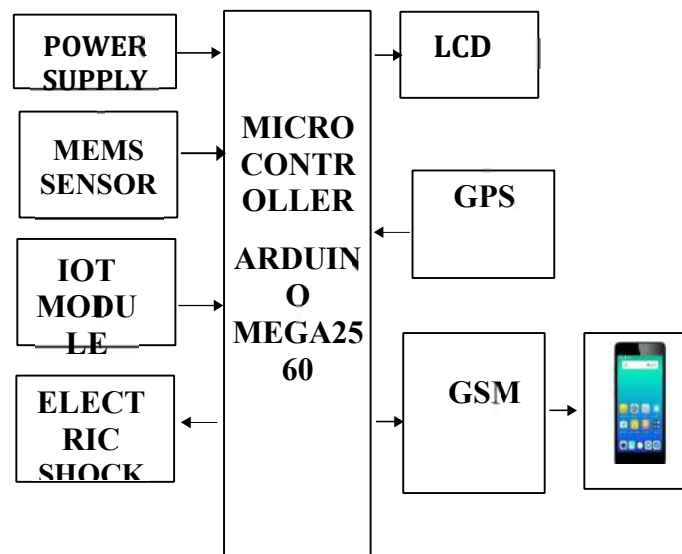 POWER
SUPPLY
MEMS
SENSOR
IOT
MODU
LE
ELECT
RIC
SHOCK
MICRO
CONTR
OLLER
ARDUIN
O
MEGA25
60
LCD
GPS
GSM